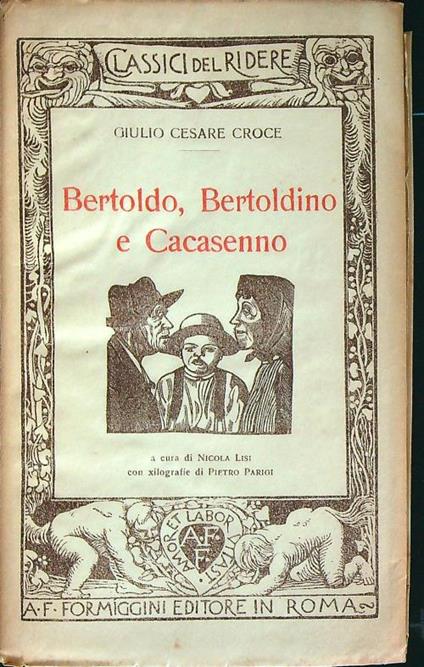 CLASSICI DEL RIDERE
GIULIO CESARE CROCE
Bertoldo, Bertoldino
e Cacasenno
a cura di NICOLA LISI
con xilografie di PIETRO PARIGI
AMOR ET LABOR VITAST
A.F.
F.
A.F. FORMIGGINI EDITORE IN ROMA